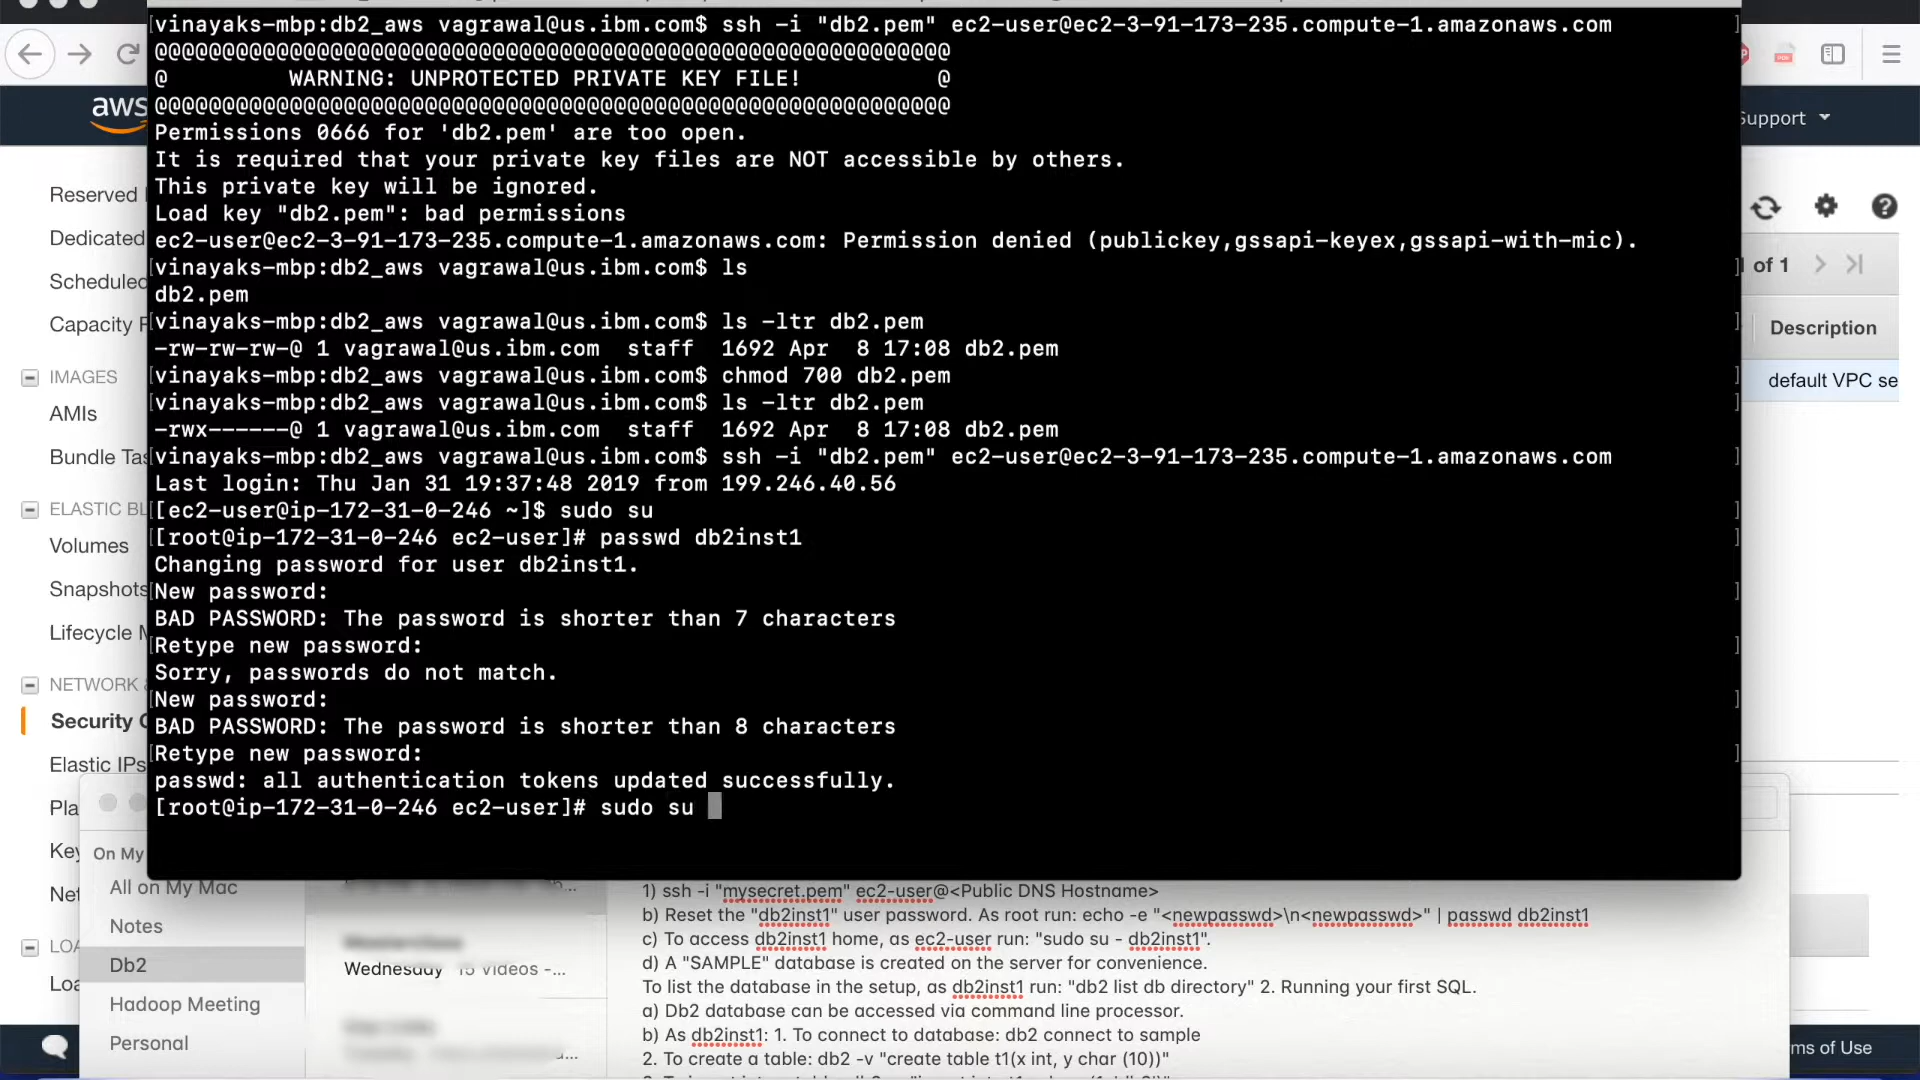 vinayaks-mbp:db2_aws vagrawal@us.ibm.com$ ssh -i "db2.pem" ec2-user@ec2-3-91-173-235.compute-1.amazonaws.com
@@@@@@@@@@@@@@@@@@@@@@@@@@@@@@@@@@@@@@@@@@@@@@@@@@@@@@@@@@@
@         WARNING: UNPROTECTED PRIVATE KEY FILE!          @
@@@@@@@@@@@@@@@@@@@@@@@@@@@@@@@@@@@@@@@@@@@@@@@@@@@@@@@@@@@
Permissions 0666 for 'db2.pem' are too open.
It is required that your private key files are NOT accessible by others.
This private key will be ignored.
Load key "db2.pem": bad permissions
ec2-user@ec2-3-91-173-235.compute-1.amazonaws.com: Permission denied (publickey,gssapi-keyex,gssapi-with-mic).
vinayaks-mbp:db2_aws vagrawal@us.ibm.com$ ls
db2.pem
vinayaks-mbp:db2_aws vagrawal@us.ibm.com$ ls -ltr db2.pem
-rw-rw-rw-@ 1 vagrawal@us.ibm.com  staff  1692 Apr  8 17:08 db2.pem
vinayaks-mbp:db2_aws vagrawal@us.ibm.com$ chmod 700 db2.pem
vinayaks-mbp:db2_aws vagrawal@us.ibm.com$ ls -ltr db2.pem
-rwx------@ 1 vagrawal@us.ibm.com  staff  1692 Apr  8 17:08 db2.pem
vinayaks-mbp:db2_aws vagrawal@us.ibm.com$ ssh -i "db2.pem" ec2-user@ec2-3-91-173-235.compute-1.amazonaws.com
Last login: Thu Jan 31 19:37:48 2019 from 199.246.40.56
[ec2-user@ip-172-31-0-246 ~]$ sudo su
[root@ip-172-31-0-246 ec2-user]# passwd db2inst1
Changing password for user db2inst1.
New password:
BAD PASSWORD: The password is shorter than 7 characters
Retype new password:
Sorry, passwords do not match.
New password:
BAD PASSWORD: The password is shorter than 8 characters
Retype new password:
passwd: all authentication tokens updated successfully.
[root@ip-172-31-0-246 ec2-user]# sudo su
aws
Support
Reserved
Dedicated
Scheduled
Capacity R
IMAGES
AMIs
Bundle Tas
ELASTIC BL
Volumes
Snapshots
Lifecycle M
NETWORK &
Security G
Elastic IPs
Pla
Key
Net
LOA
Loa
of 1
Description
default VPC se
On My
All on My Mac
Notes
Db2
Hadoop Meeting
Personal
Wednesday 15 Videos -...
1) ssh -i "mysecret.pem" ec2-user@<Public DNS Hostname>
b) Reset the "db2inst1" user password. As root run: echo -e "<newpasswd>\n<newpasswd>" | passwd db2inst1
c) To access db2inst1 home, as ec2-user run: "sudo su - db2inst1".
d) A "SAMPLE" database is created on the server for convenience.
To list the database in the setup, as db2inst1 run: "db2 list db directory" 2. Running your first SQL.
a) Db2 database can be accessed via command line processor.
b) As db2inst1: 1. To connect to database: db2 connect to sample
2. To create a table: db2 -v "create table t1(x int, y char (10))"
ms of Use